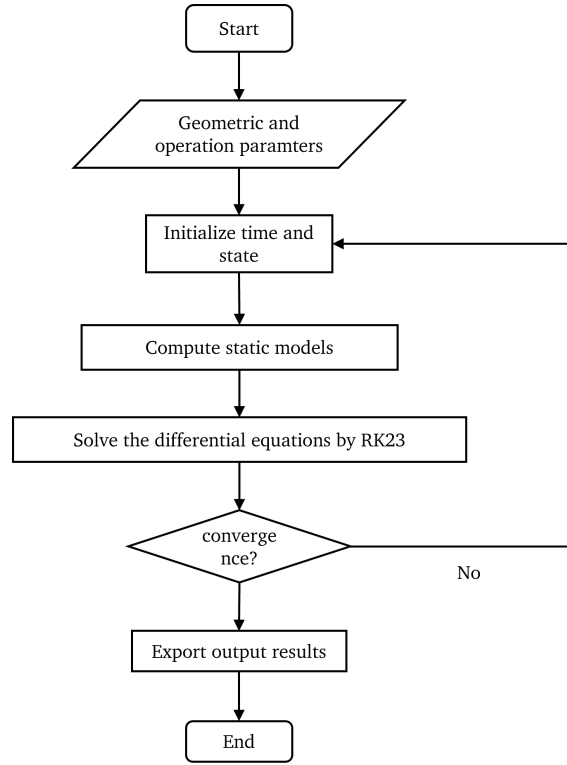 Start
Geometric and
operation paramters
Initialize time and
state
Compute static models
Solve the differential equations by RK23
converge
nce?
No
Export output results
End